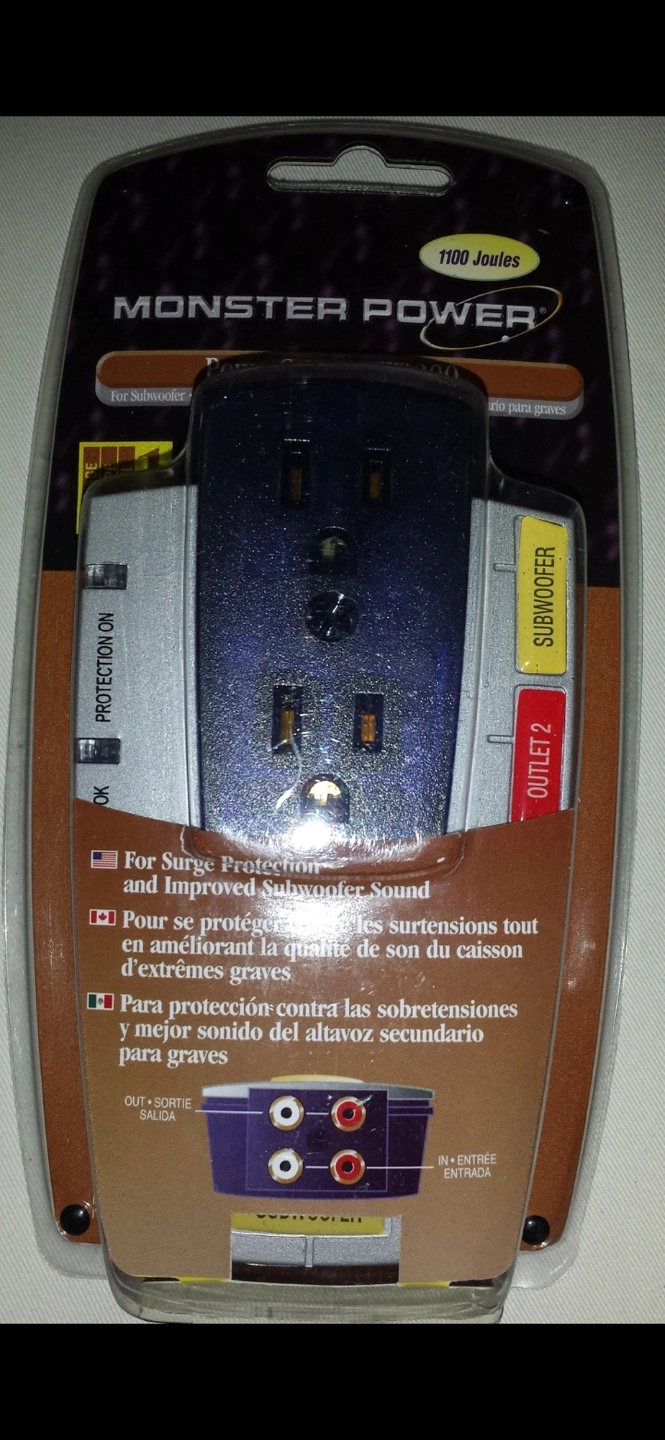 1100 Joules
MONSTER POWER®
For Subwoofer
para graves
SUBWOOFER
PROTECTION ON
OUTLET 2
OK
For Surge Protection
and Improved Subwoofer Sound
Pour se protéger les surtensions tout
en améliorant la qualité de son du caisson
d'extrêmes graves
Para protección contra las sobretensiones
y mejor sonido del altavoz secundario
para graves
OUT • SORTIE
SALIDA
IN • ENTRÉE
ENTRADA
SUBWOOFER